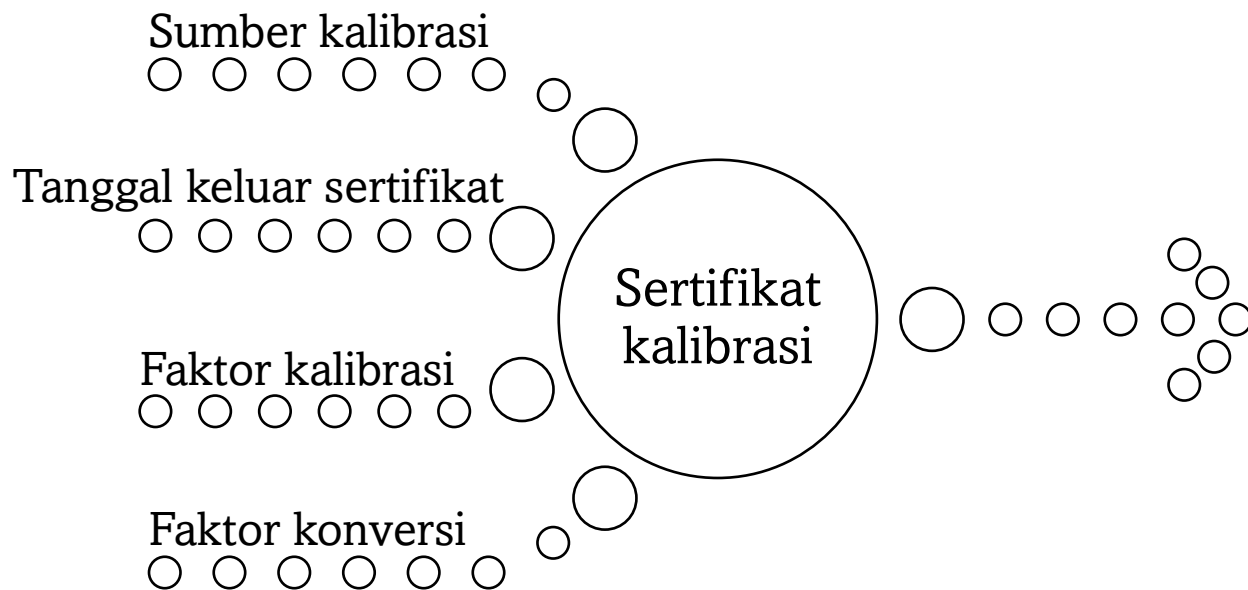 Sumber kalibrasi
Tanggal keluar sertifikat
Sertifikat
kalibrasi
Faktor kalibrasi
Faktor konversi